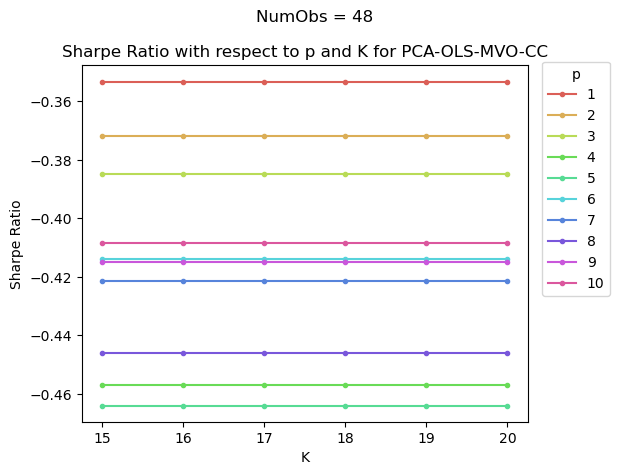 NumObs = 48
Sharpe Ratio with respect to p and K for PCA-OLS-MVO-CC
p
1
2
3
4
5
6
7
8
9
10
Sharpe Ratio
−0.36
−0.38
−0.40
−0.42
−0.44
−0.46
15 16 17 18 19 20
K